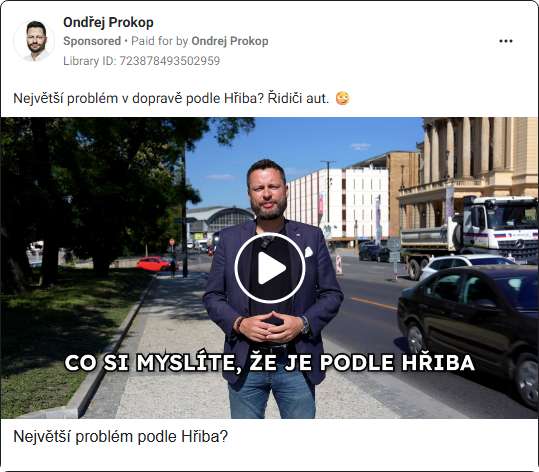 Ondřej Prokop
Sponsored • Paid for by Ondrej Prokop
Library ID: 723878493502959
Největší problém v dopravě podle Hřiba? Řidiči aut. 😳
CO SI MYSLÍTE, ŽE JE PODLE HŘIBA
Největší problém podle Hřiba?